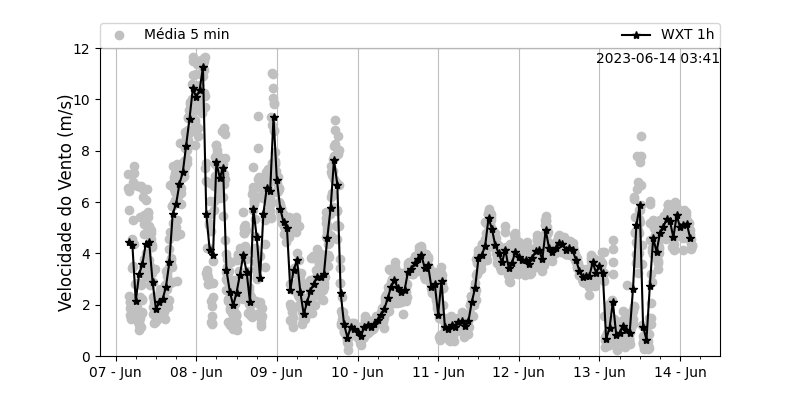 Média 5 min
WXT 1h
2023-06-14 03:41
Velocidade do Vento (m/s)
12
10
8
6
4
2
0
07 - Jun
08 - Jun
09 - Jun
10 - Jun
11 - Jun
12 - Jun
13 - Jun
14 - Jun